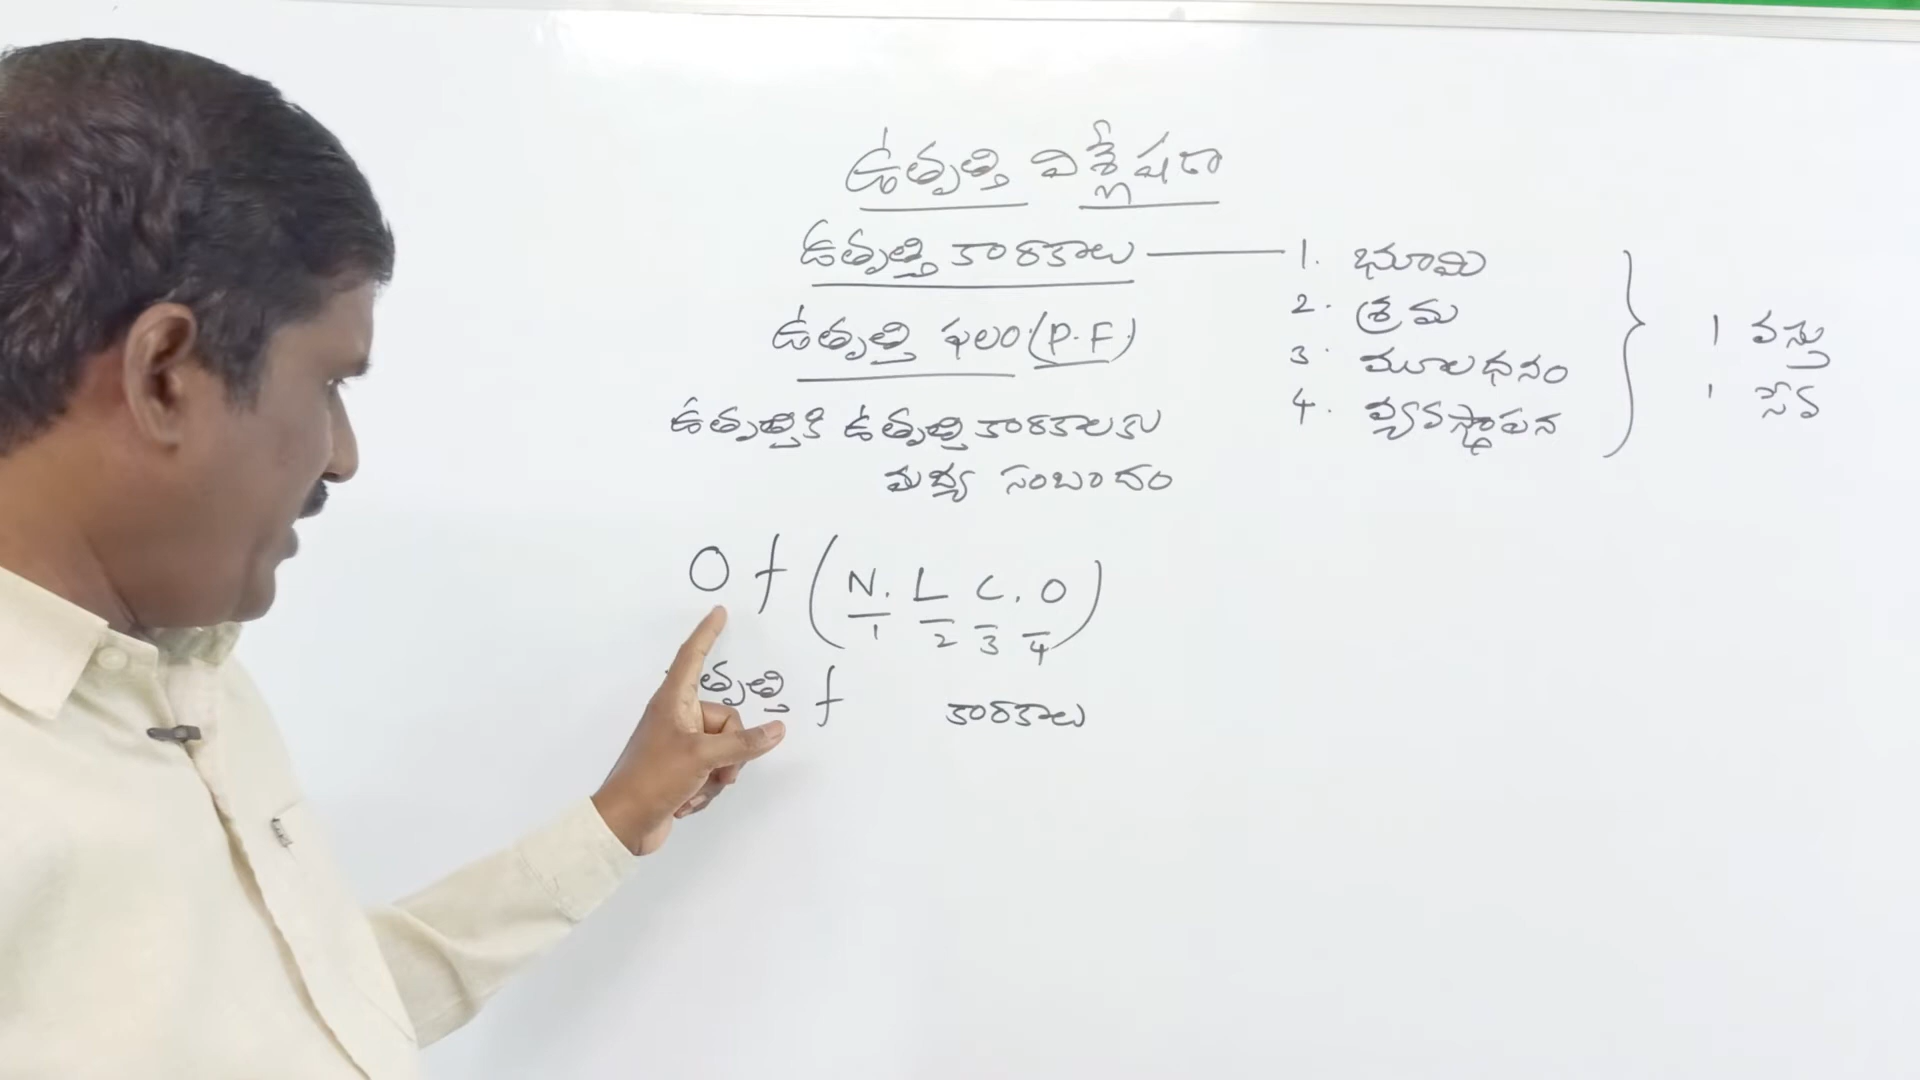 ఉత్పత్తి విశ్లేషణ
ఉత్పత్తి కారకాలు — 1. భూమి
2. శ్రమ
3. మూలధనం
4. వ్యవస్థాపన
1 వస్తు
1 సేవ
ఉత్పత్తి ఫలం (P.F)
ఉత్పత్తికి ఉత్పత్తి కారకాలకు
మధ్య సంబందం
O f (N. L C. O)
1 2 3 4
త్పత్తి f కారకాలు